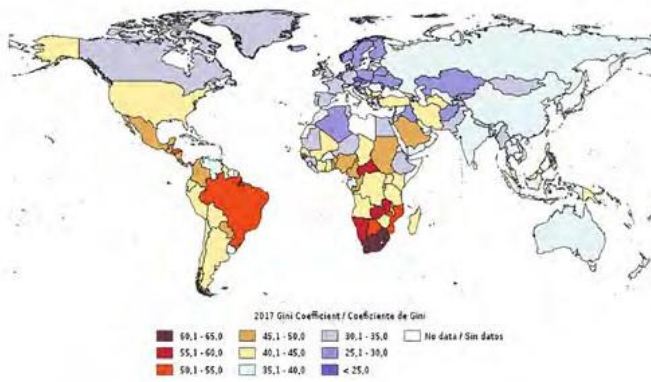 2017 Gini Coefficient / Coeficiente de Gini
60,1 - 65,0
45,1 - 50,0
30,1 - 35,0
No data / Sin datos
55,1 - 60,0
40,1 - 45,0
25,1 - 30,0
50,1 - 55,0
35,1 - 40,0
< 25,0